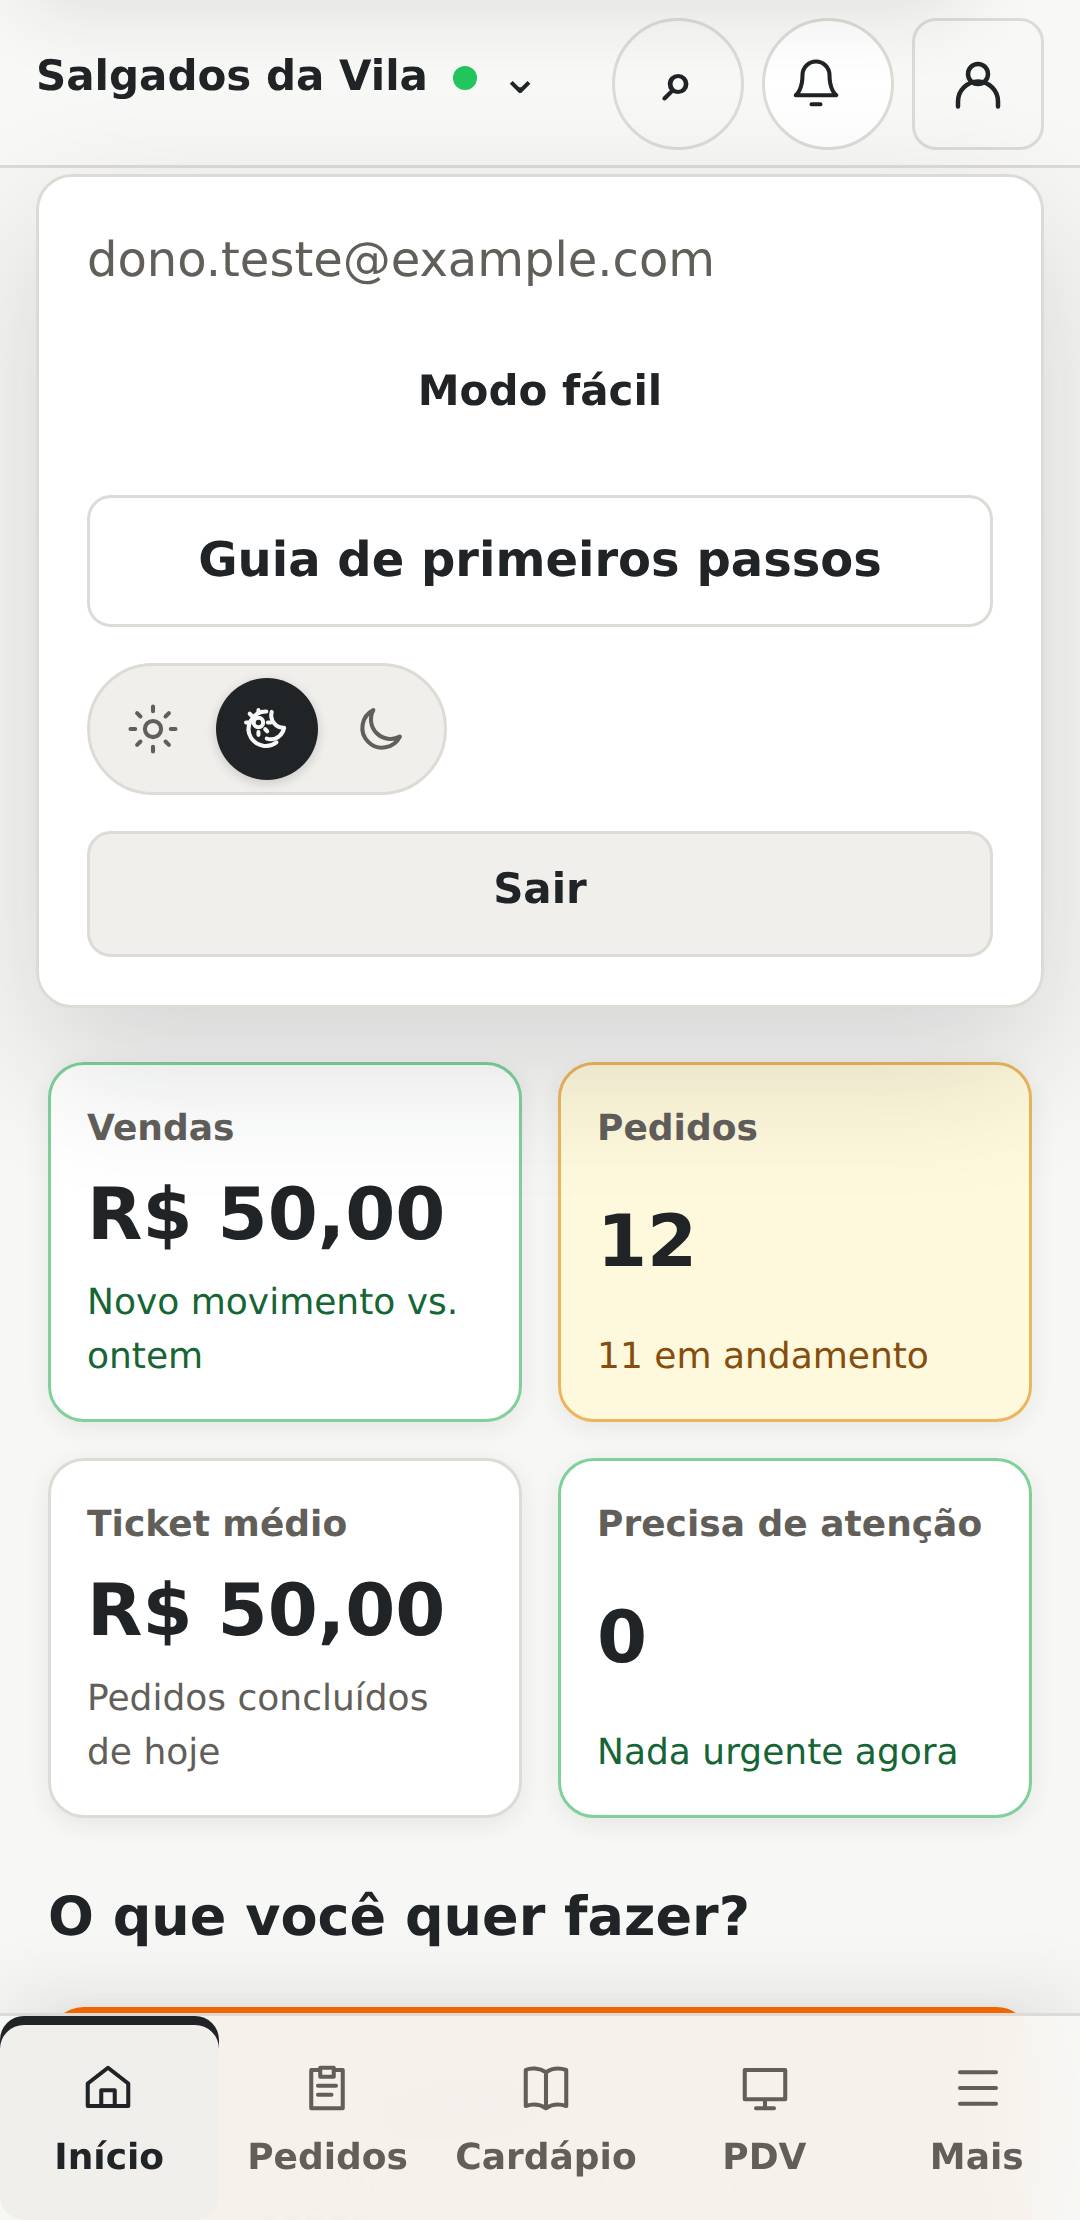 Salgados da Vila
dono.teste@example.com
Modo fácil
Guia de primeiros passos
Sair
Vendas
R$ 50,00
Novo movimento vs.
ontem
Pedidos
12
11 em andamento
Ticket médio
R$ 50,00
Pedidos concluídos
de hoje
Precisa de atenção
0
Nada urgente agora
O que você quer fazer?
Início
Pedidos
Cardápio
PDV
Mais